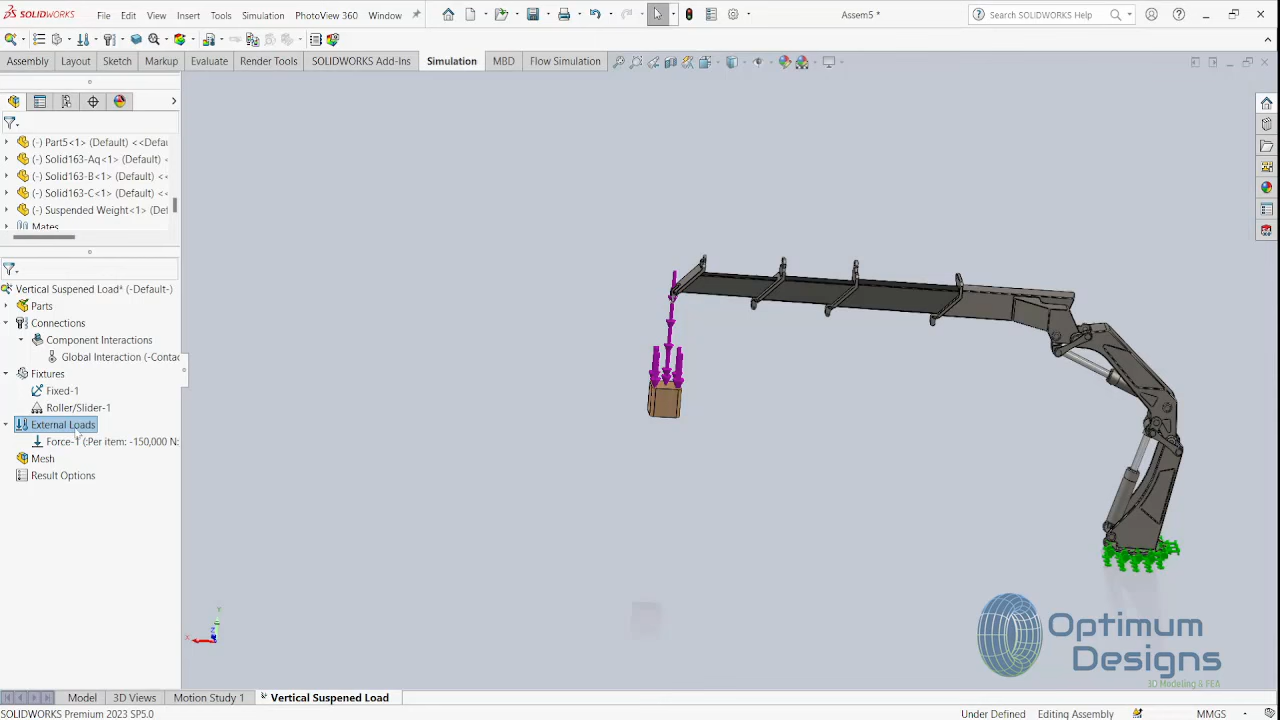 SOLIDWORKS File Edit View Insert Tools Simulation PhotoView 360 Window Assem5 * Search SOLIDWORKS Help
Assembly Layout Sketch Markup Evaluate Render Tools SOLIDWORKS Add-Ins Simulation MBD Flow Simulation
(-) Part5<1> (Default) <<Defau
(-) Solid163-Aq<1> (Default)
(-) Solid163-B<1> (Default) <<
(-) Solid163-C<1> (Default) <<
(-) Suspended Weight<1> (Def
Mates
Vertical Suspened Load* (-Default-)
Parts
Connections
Component Interactions
Global Interaction (-Contac
Fixtures
Fixed-1
Roller/Slider-1
External Loads
Force-1 (:Per item: -150,000 N:
Mesh
Result Options
Y
Z
X
Optimum
Designs
3D Modeling & FEA
Model 3D Views Motion Study 1 Vertical Suspened Load
SOLIDWORKS Premium 2023 SP5.0 Under Defined Editing Assembly MMGS